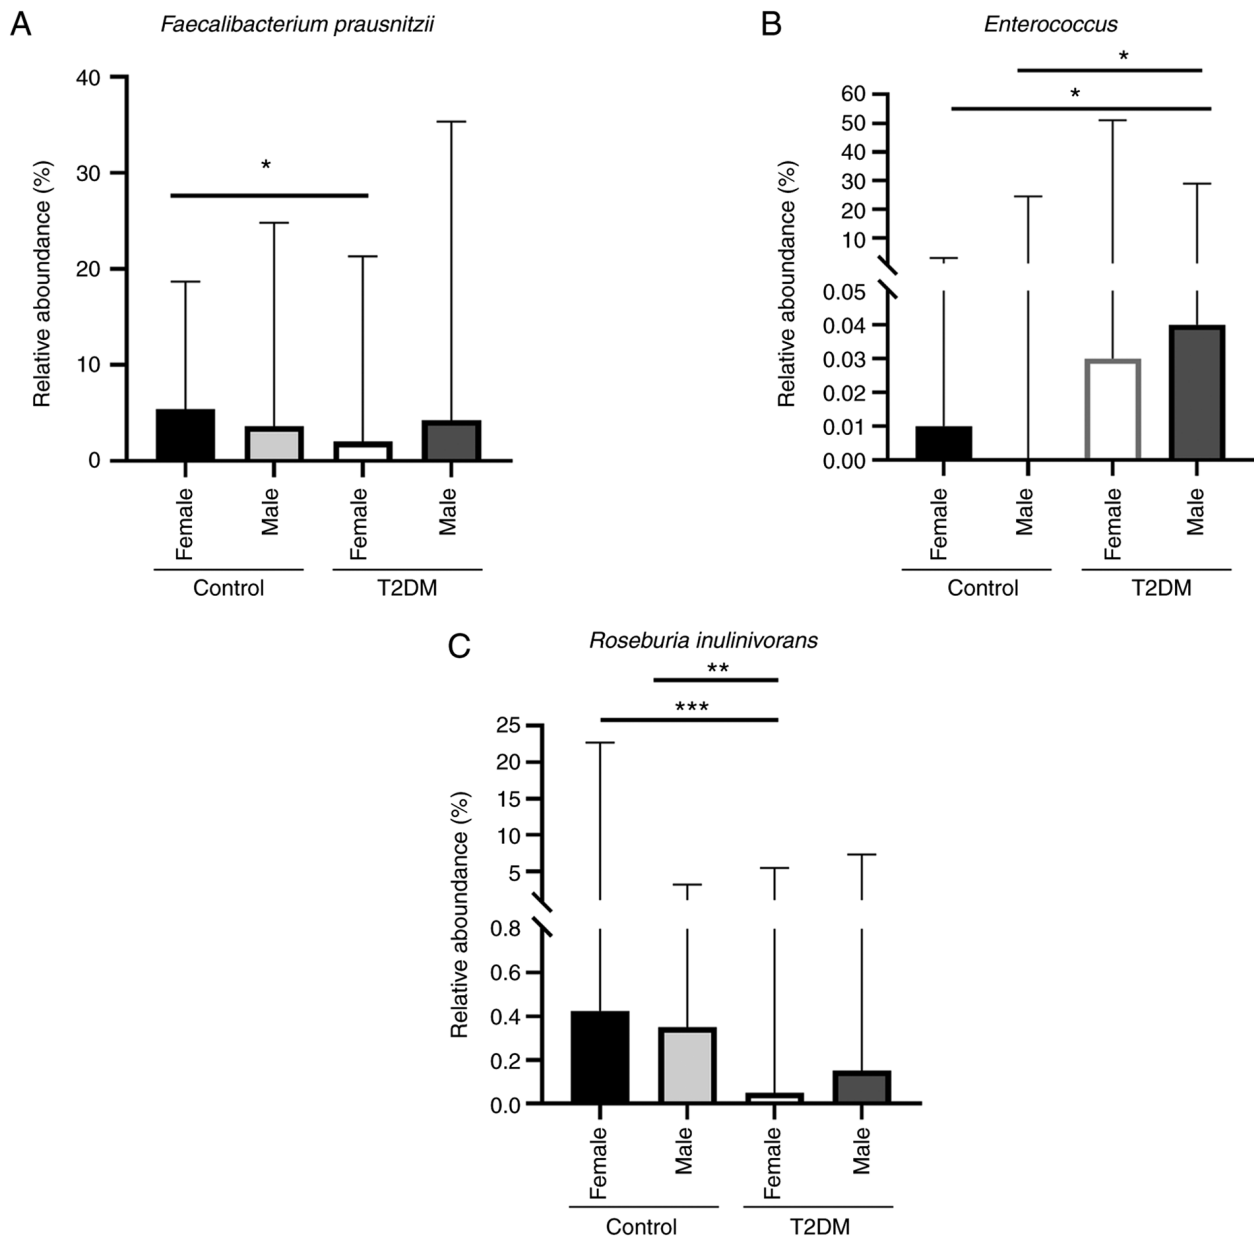 A
Faecalibacterium prausnitzii
Relative aboundance (%)
40
30
20
10
0
*
Female
Male
Female
Male
Control
T2DM
B
Enterococcus
*
*
Relative aboundance (%)
60
50
40
30
20
10
0.05
0.04
0.03
0.02
0.01
0.00
Female
Male
Female
Male
Control
T2DM
C
Roseburia inulinivorans
**
***
Relative aboundance (%)
25
20
15
10
5
0.8
0.6
0.4
0.2
0.0
Female
Male
Female
Male
Control
T2DM